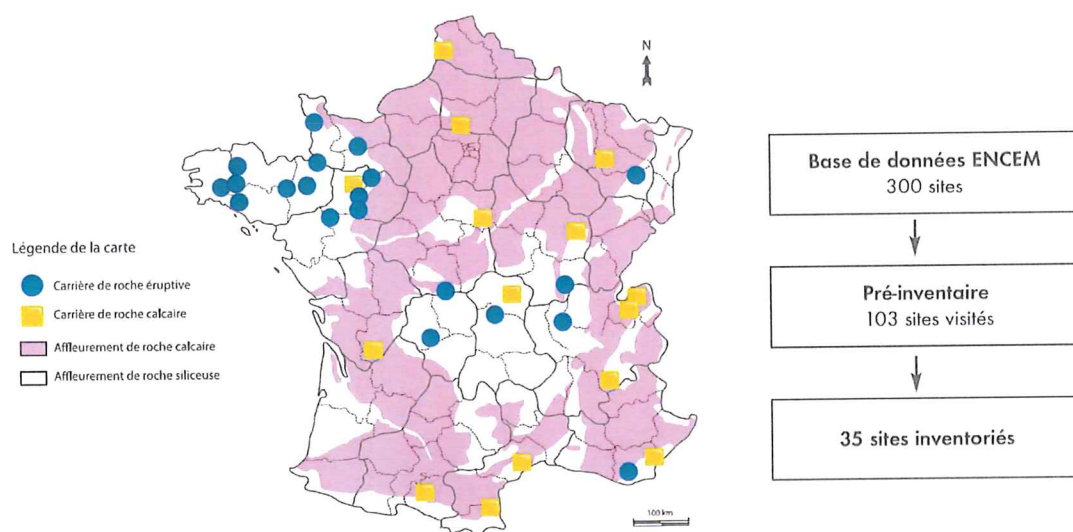 N
Légende de la carte
Carrière de roche éruptive
Carrière de roche calcaire
Affleurement de roche calcaire
Affleurement de roche siliceuse
100 km
Base de données ENCEM
300 sites
Pré-inventaire
103 sites visités
35 sites inventoriés